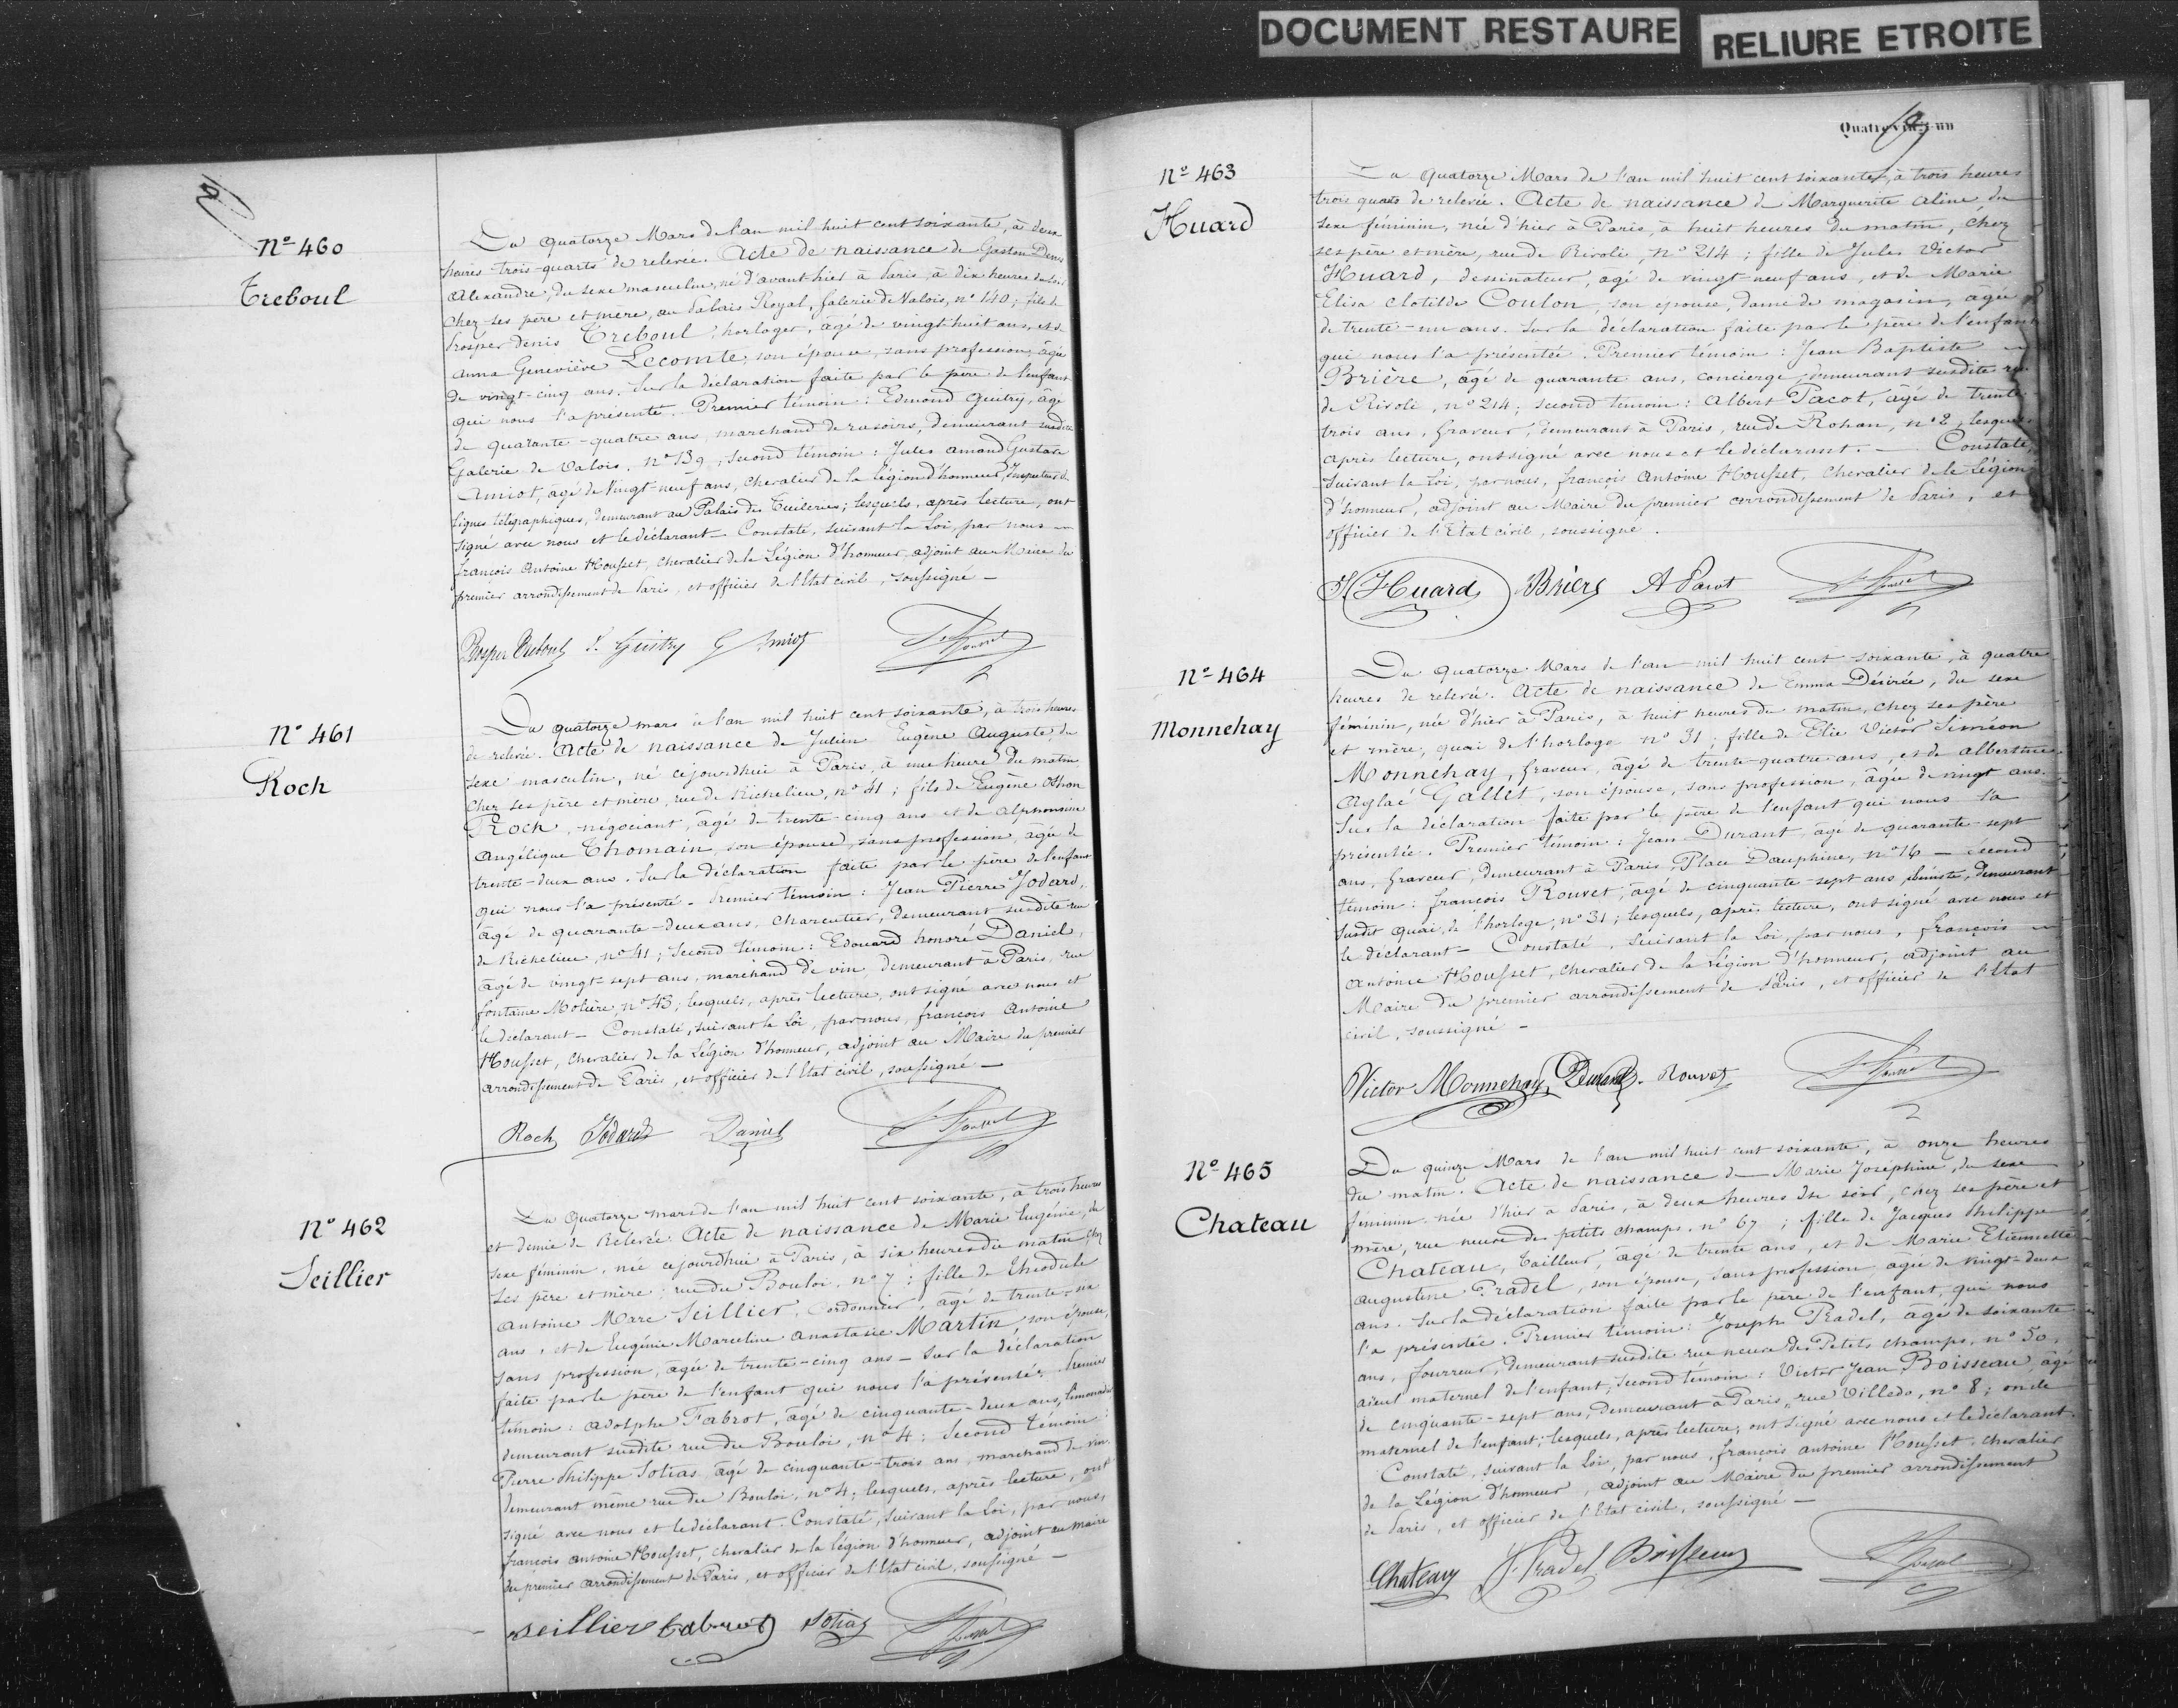 DOCUMENT RESTAURE
RELIURE ETROITE
Nº 460
Treboul
Du quatorze Mars de l'an mil huit cent soixante, à deux
heures trois quarts de relevée. Acte de naissance de Gaston Denis
Alexandre, du sexe masculin, né d'avant hier à Paris, à dix heures du soir
chez ses père et mère, au Palais Royal, Galerie de Valois, nº 140; fils de
Prosper Denis Treboul, horloger, âgé de vingt-huit ans, et de
Anna Geneviève Lecomte, son épouse, sans profession, âgée
de vingt-cinq ans. Sur la déclaration faite par le père de l'enfant
qui nous l'a présenté. Premier témoin: Edmond Guitry, âgé
de quarante-quatre ans, marchand de rasoirs, demeurant susdite
Galerie de Valois, nº 139; second témoin: Jules Amand Gustave
Amiot, âgé de vingt-neuf ans, chevalier de la Légion d'honneur, Inspecteur des
lignes télégraphiques, demeurant au Palais des Tuileries; lesquels, après lecture, ont
signé avec nous et le déclarant – Constaté, suivant la Loi, par nous
françois Antoine Housset, chevalier de la Légion d'honneur, adjoint au Maire du
premier arrondissement de Paris, et officier de l'Etat civil, soussigné –
Prosper Treboul E. Guitry G Amiot
Nº 461
Roch
Du quatorze mars de l'an mil huit cent soixante, à trois heures
de relevée. Acte de naissance de Julien Eugène Auguste, du
sexe masculin, né cejourd'hui à Paris, à une heure du matin
chez ses père et mère, rue de Richelieu, nº 41; fils de Eugène Othon
Roch, négociant, âgé de trente-cinq ans et de Alphonsine
Angélique Thomain, son épouse, sans profession, âgée de
trente-deux ans. Sur la déclaration faite par le père de l'enfant
qui nous l'a présenté – Premier témoin: Jean Pierre Jodard,
âgé de quarante-deux ans, charcutier, demeurant susdite rue
de Richelieu, nº 41; second témoin: Edouard honoré Daniel,
âgé de vingt-sept ans, marchand de vin, demeurant à Paris, rue
fontaine Molière, nº 43; lesquels, après lecture, ont signé avec nous et
le déclarant – Constaté, suivant la Loi, par nous, françois Antoine
Housset, chevalier de la Légion d'honneur, adjoint au Maire du premier
arrondissement de Paris, et officier de l'Etat civil, soussigné –
Roch Jodard Daniel
Nº 462
Seillier
Du Quatorze mars de l'an mil huit cent soixante, à trois heures
et demie de Relevée. Acte de naissance de Marie Eugénie, du
sexe féminin, née cejourd'hui à Paris, à six heures du matin, chez
ses père et mère, rue du Bouloi, nº 7; fille de Théodule
Antoine Marc Seillier, cordonnier, âgé de trente-six
ans, et de Eugénie Marceline Anastasie Martin, son épouse,
sans profession, âgée de trente-cinq ans – Sur la déclaration
faite par le père de l'enfant qui nous l'a présentée. Premier
témoin: Adolphe Fabrot, âgé de cinquante-deux ans, limonadier
demeurant susdite rue du Bouloi, nº 4; Second témoin:
Pierre Philippe Sotias, âgé de cinquante-trois ans, marchand de vin
demeurant même rue du Bouloi, nº 4; lesquels, après lecture, ont
signé avec nous et le déclarant. Constaté, suivant la Loi, par nous,
françois antoine Housset, chevalier de la légion d'honneur, adjoint au maire
du premier arrondissement de Paris, et officier de l'Etat civil, soussigné –
Seillier Fabrot Sotias
Quatre vingt-un
Nº 463
Huard
Du Quatorze Mars de l'an mil huit cent soixante, à trois heures
trois quarts de relevée. Acte de naissance de Marguerite Aline du
sexe féminin, née d'hier à Paris, à huit heures du matin, chez
ses père et mère, rue de Rivoli, nº 214; fille de Jules Victor
Huard, dessinateur, âgé de vingt-neuf ans, et de Marie
Elisa Clotilde Coulon, son épouse, dame de magasin, âgée
de trente-un ans. Sur la déclaration faite par le père de l'enfant
qui nous l'a présentée. Premier témoin: Jean Baptiste
Brière, âgé de quarante ans, concierge, demeurant susdite rue
de Rivoli, nº 214; second témoin: Albert Pacot, âgé de trente
trois ans, Graveur, demeurant à Paris, rue de Rohan, nº 2, lesquels
après lecture, ont signé avec nous et le déclarant. – Constaté,
Suivant la Loi, par nous, françois Antoine Housset, chevalier de la Légion
d'honneur, adjoint au Maire du premier arrondissement de Paris, et
officier de l'Etat civil, soussigné.
Huard Brière A Pacot
Nº 464
Monnehay
Du quatorze Mars de l'an mil huit cent soixante, à quatre
heures de relevée. Acte de naissance de Emma Désirée, du sexe
féminin, née d'hier à Paris, à huit heures du matin, chez ses père
et mère, quai de l'horloge nº 31; fille de Elie Victor Siméon
Monnehay, Graveur, âgé de trente-quatre ans, et de Albertine
Aglaé Gallet, son épouse, sans profession, âgée de vingt ans.
Sur la déclaration faite par le père de l'enfant qui nous l'a
présentée. Premier témoin: Jean Durant, âgé de quarante-sept
ans, Graveur, demeurant à Paris, Place Dauphine, nº 16 – second
témoin: françois Rouvet, âgé de cinquante-sept ans, demeurant
susdit quai de l'horloge, nº 31; lesquels, après lecture, ont signé avec nous et
le déclarant – Constaté, suivant la Loi, par nous, françois
Antoine Housset, chevalier de la Légion d'honneur, adjoint au
Maire du premier arrondissement de Paris, et officier de l'Etat
civil, soussigné –
Victor Monnehay Durand Rouvet
Nº 465
Chateau
Du quinze Mars de l'an mil huit cent soixante, à onze heures
du matin. Acte de naissance de Marie Joséphine, du sexe
féminin née d'hier à Paris, à deux heures du soir, chez ses père et
mère, rue neuve des petits champs, nº 67; fille de Jacques Philippe
Chateau, tailleur, âgé de trente ans, et de Marie Etiennette
Augustine Pradel, son épouse, sans profession, âgée de vingt-deux
ans. Sur la déclaration faite par le père de l'enfant, qui nous
l'a présentée. Premier témoin: Joseph Pradel, âgé de soixante
ans, fourreur, demeurant susdite rue neuve des Petits champs, nº 50,
aïeul maternel de l'enfant; second témoin: Victor Jean Boisseau, âgé
de cinquante-sept ans, demeurant à Paris, rue Villedo, nº 8; oncle
maternel de l'enfant; lesquels, après lecture, ont signé avec nous et le déclarant.
Constaté, suivant la Loi, par nous, françois antoine Housset, chevalier
de la Légion d'honneur, adjoint au Maire du premier arrondissement
de Paris, et officier de l'Etat civil, soussigné –
Chateau J Pradel Boisseau